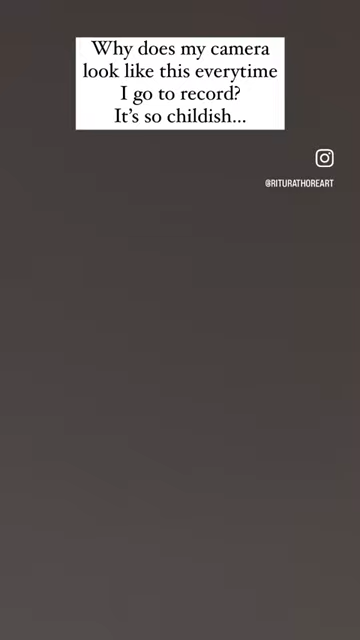 Why does my camera
look like this everytime
I go to record?
It's so childish...
@RITURATHOREART